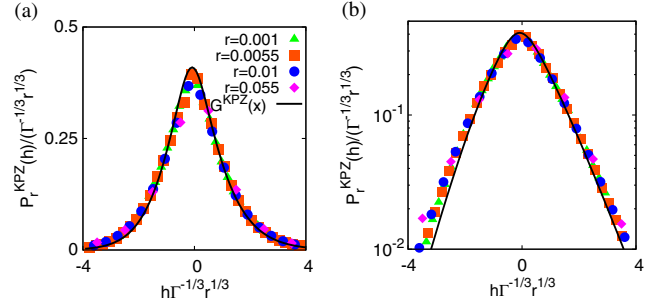 (a)
0.5
0.25
0
P_r^{KPZ}(h)/(Γ^{-1/3}r^{1/3})
r=0.001
r=0.0055
r=0.01
r=0.055
G^{KPZ}(x)
-4 0 4
hΓ^{-1/3}r^{1/3}
(b)
10^{-1}
10^{-2}
P_r^{KPZ}(h)/(Γ^{-1/3}r^{1/3})
-4 -2 0 2 4
hΓ^{-1/3}r^{1/3}